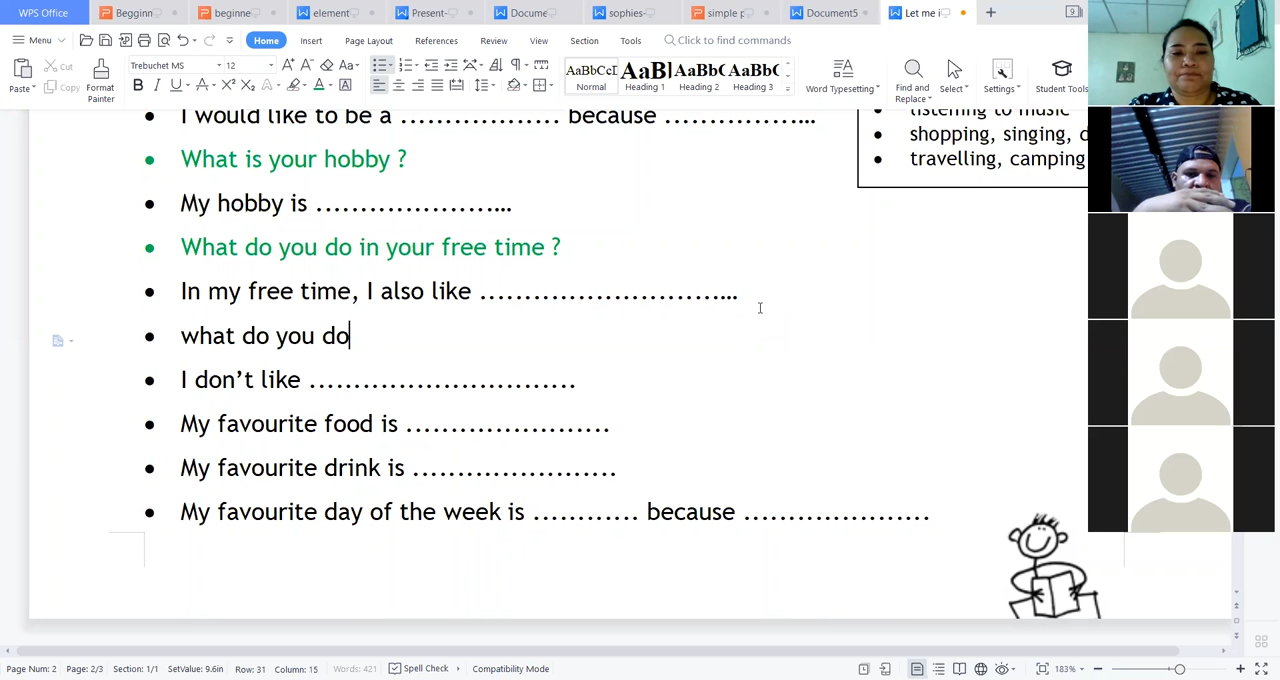 WPS Office Beggin beginne element Present- Docume sophies- simple p Document5 Let me i 9
Menu Home Insert Page Layout References Review View Section Tools Click to find commands
Paste Cut Copy Format Painter Trebuchet MS 12 AaBbCcD Normal AaBb Heading 1 AaBb( Heading 2 AaBbC Heading 3 Word Typesetting Find and Replace Select Settings Student Tools
I would like to be a .................. because ..................
listening to music
shopping, singing, d
travelling, camping
What is your hobby ?
My hobby is ........................
What do you do in your free time ?
In my free time, I also like ..............................
what do you do
I don't like ..............................
My favourite food is .......................
My favourite drink is .......................
My favourite day of the week is ............ because .....................
Page Num: 2 Page: 2/3 Section: 1/1 SetValue: 9.6in Row: 31 Column: 15 Words: 421 Spell Check Compatibility Mode 183%